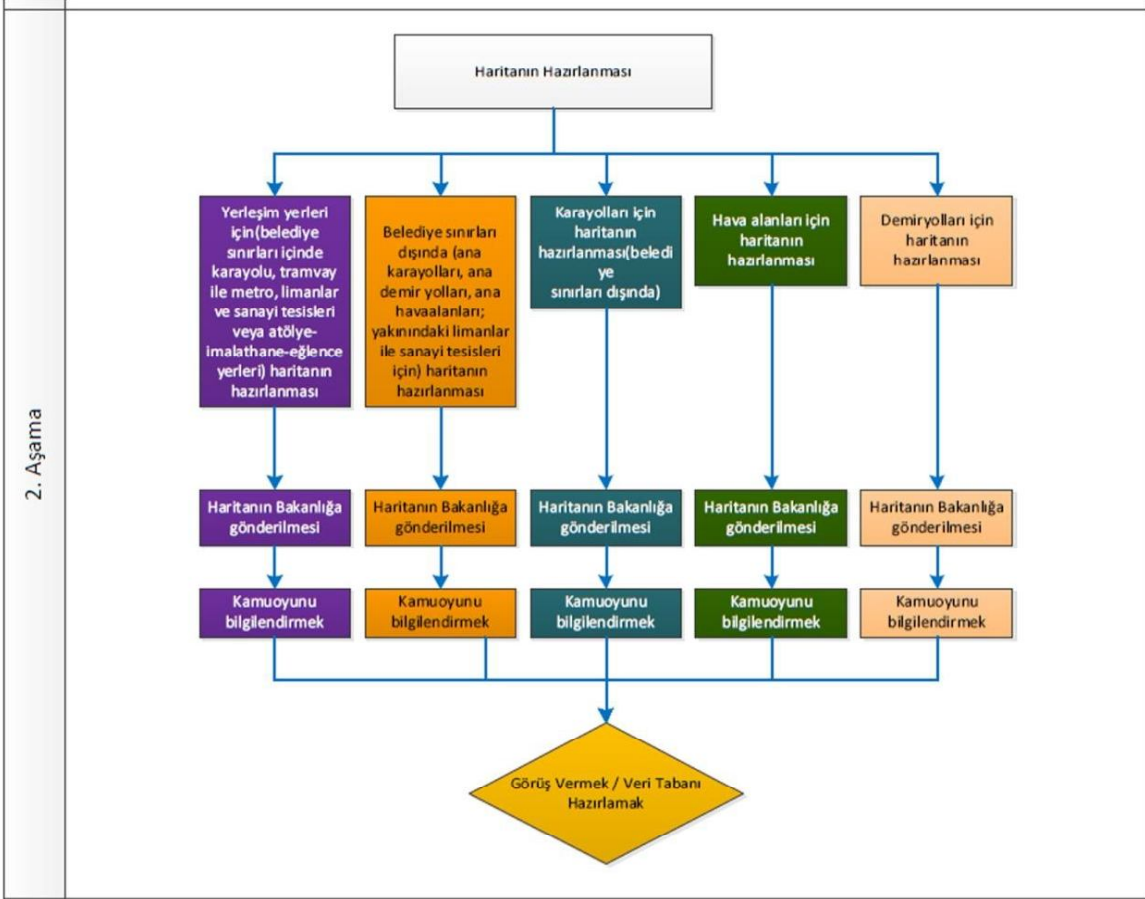 2. Aşama
Haritanın Hazırlanması
Yerleşim yerleri
için(belediye
sınırları içinde
karayolu, tramvay
ile metro, limanlar
ve sanayi tesisleri
veya atölye-
imalathane-eğlence
yerleri) haritanın
hazırlanması
Belediye sınırları
dışında (ana
karayolları, ana
demir yolları, ana
havaalanları;
yakınındaki limanlar
ile sanayi tesisleri
için) haritanın
hazırlanması
Karayolları için
haritanın
hazırlanması(beledi
ye
sınırları dışında)
Hava alanları için
haritanın
hazırlanması
Demiryolları için
haritanın
hazırlanması
Haritanın Bakanlığa
gönderilmesi
Haritanın Bakanlığa
gönderilmesi
Haritanın Bakanlığa
gönderilmesi
Haritanın Bakanlığa
gönderilmesi
Haritanın Bakanlığa
gönderilmesi
Kamuoyunu
bilgilendirmek
Kamuoyunu
bilgilendirmek
Kamuoyunu
bilgilendirmek
Kamuoyunu
bilgilendirmek
Kamuoyunu
bilgilendirmek
Görüş Vermek / Veri Tabanı
Hazırlamak